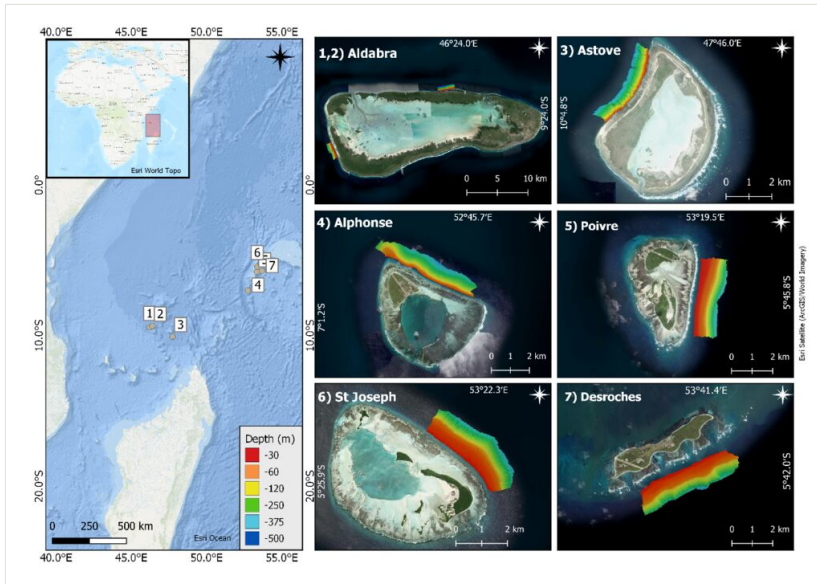 40.0°E 45.0°E 50.0°E 55.0°E
Esri World Topo
0.0°
0.0°
10.0°S
10.0°S
20.0°S
20.0°S
6
7
4
1 2
3
Depth (m)
-30
-60
-120
-250
-375
-500
0 250 500 km
Esri Ocean
40.0°E 45.0°E 50.0°E 55.0°E
1,2) Aldabra
46°24.0'E
9°24.0'S
0 5 10 km
3) Astove
47°46.0'E
10°4.8'S
0 1 2 km
4) Alphonse
52°45.7'E
7°1.2'S
0 1 2 km
5) Poivre
53°19.5'E
5°45.8'S
0 1 2 km
6) St Joseph
53°22.3'E
5°25.9'S
0 1 2 km
7) Desroches
53°41.4'E
5°42.0'S
0 1 2 km
Esri Satellite (ArcGIS/World Imagery)